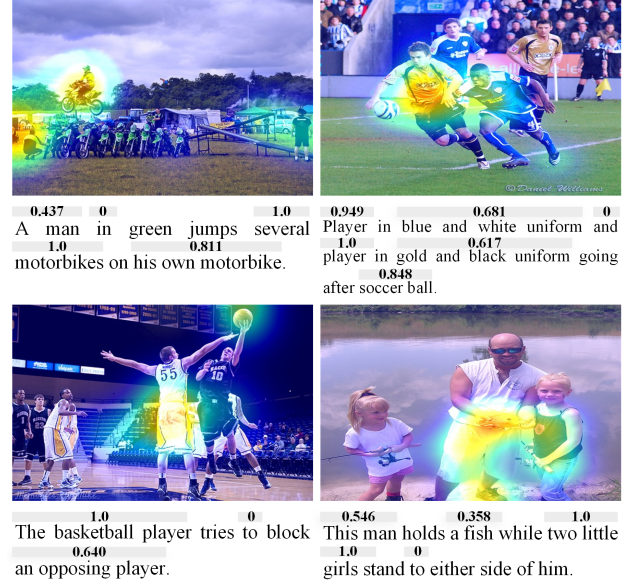 © Daniel Williams
0.437 0 1.0
A man in green jumps several
1.0 0.811
motorbikes on his own motorbike.
0.949 0.681 0
Player in blue and white uniform and
1.0 0.617
player in gold and black uniform going
0.848
after soccer ball.
55
10
1.0 0
The basketball player tries to block
0.640
an opposing player.
0.546 0.358 1.0
This man holds a fish while two little
1.0 0
girls stand to either side of him.